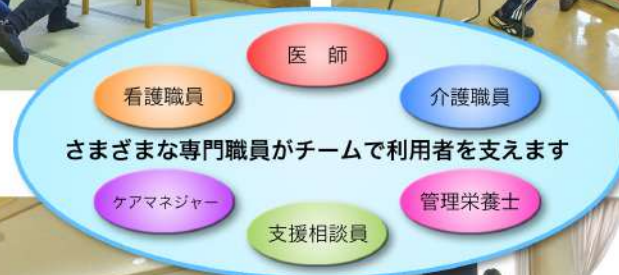 医 師
看護職員
介護職員
さまざまな専門職員がチームで利用者を支えます
ケアマネジャー
管理栄養士
支援相談員